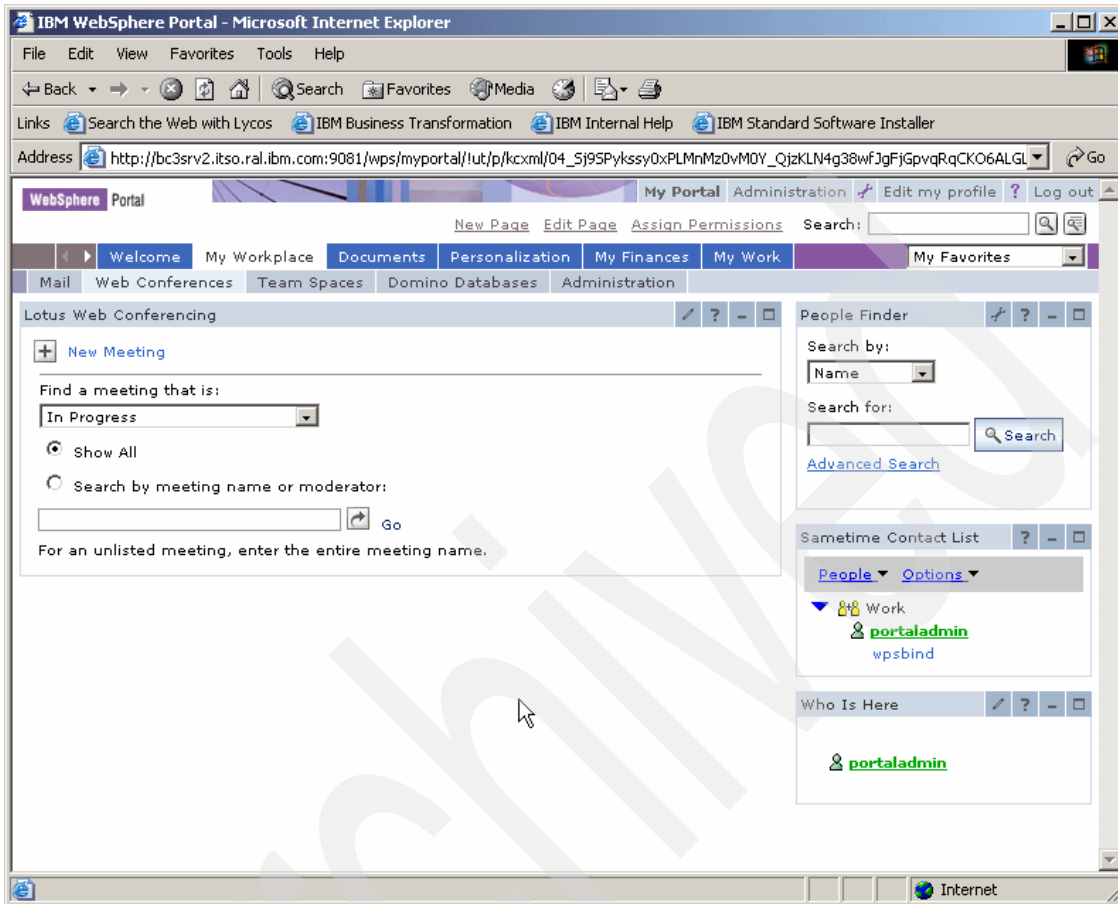 IBM WebSphere Portal - Microsoft Internet Explorer
File Edit View Favorites Tools Help
Back Search Favorites Media
Links Search the Web with Lycos IBM Business Transformation IBM Internal Help IBM Standard Software Installer
Address http://bc3srv2.itso.ral.ibm.com:9081/wps/myportal/!ut/p/kcxml/04_Sj9SPykssy0xPLMnMz0vM0Y_QjzKLN4g38wfJgFjGpvqRqCKO6ALGL Go
WebSphere Portal My Portal Administration Edit my profile ? Log out
New Page Edit Page Assign Permissions Search:
Welcome My Workplace Documents Personalization My Finances My Work My Favorites
Mail Web Conferences Team Spaces Domino Databases Administration
Lotus Web Conferencing ?
New Meeting
Find a meeting that is:
In Progress
Show All
Search by meeting name or moderator:
Go
For an unlisted meeting, enter the entire meeting name.
People Finder ?
Search by:
Name
Search for:
Search
Advanced Search
Sametime Contact List ?
People Options
Work
portaladmin
wpsbind
Who Is Here ?
portaladmin
Internet